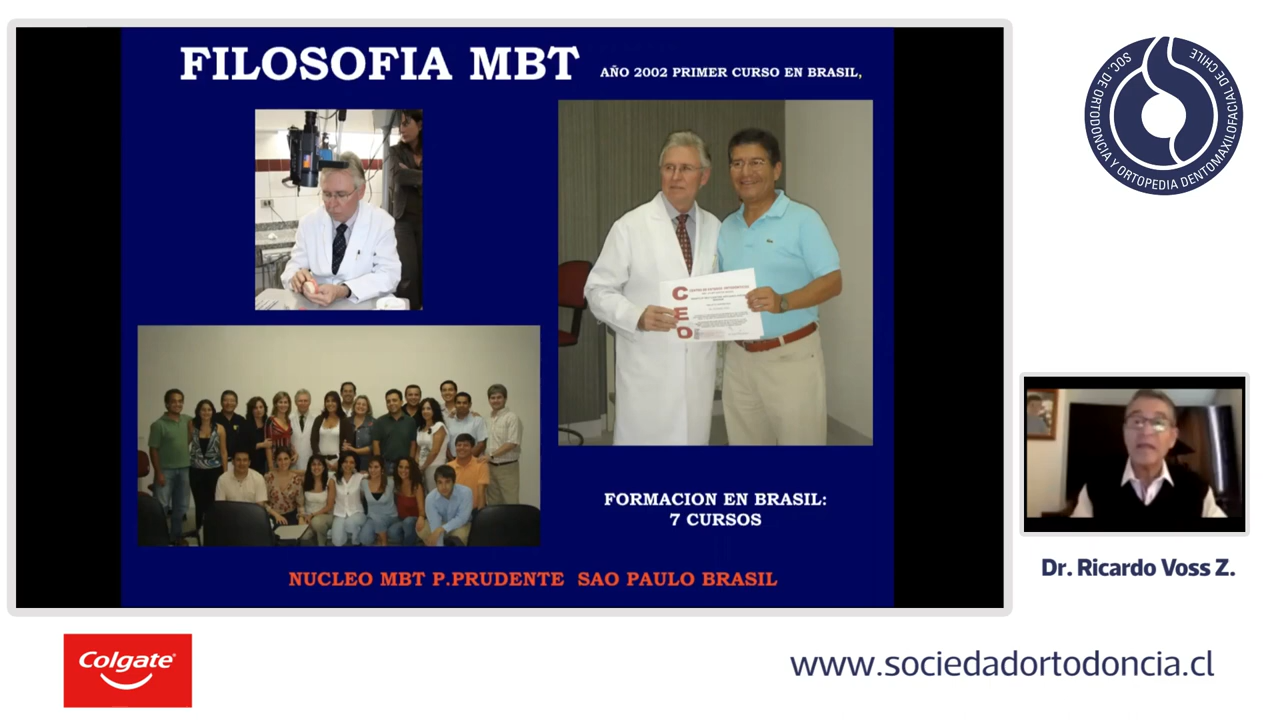 FILOSOFIA MBT
AÑO 2002 PRIMER CURSO EN BRASIL,
CEO
FORMACION EN BRASIL:
7 CURSOS
NUCLEO MBT P.PRUDENTE SAO PAULO BRASIL
SOC. DE ORTODONCIA Y ORTOPEDIA DENTOMAXILOFACIAL DE CHILE
Dr. Ricardo Voss Z.
Colgate®
www.sociedadortodoncia.cl